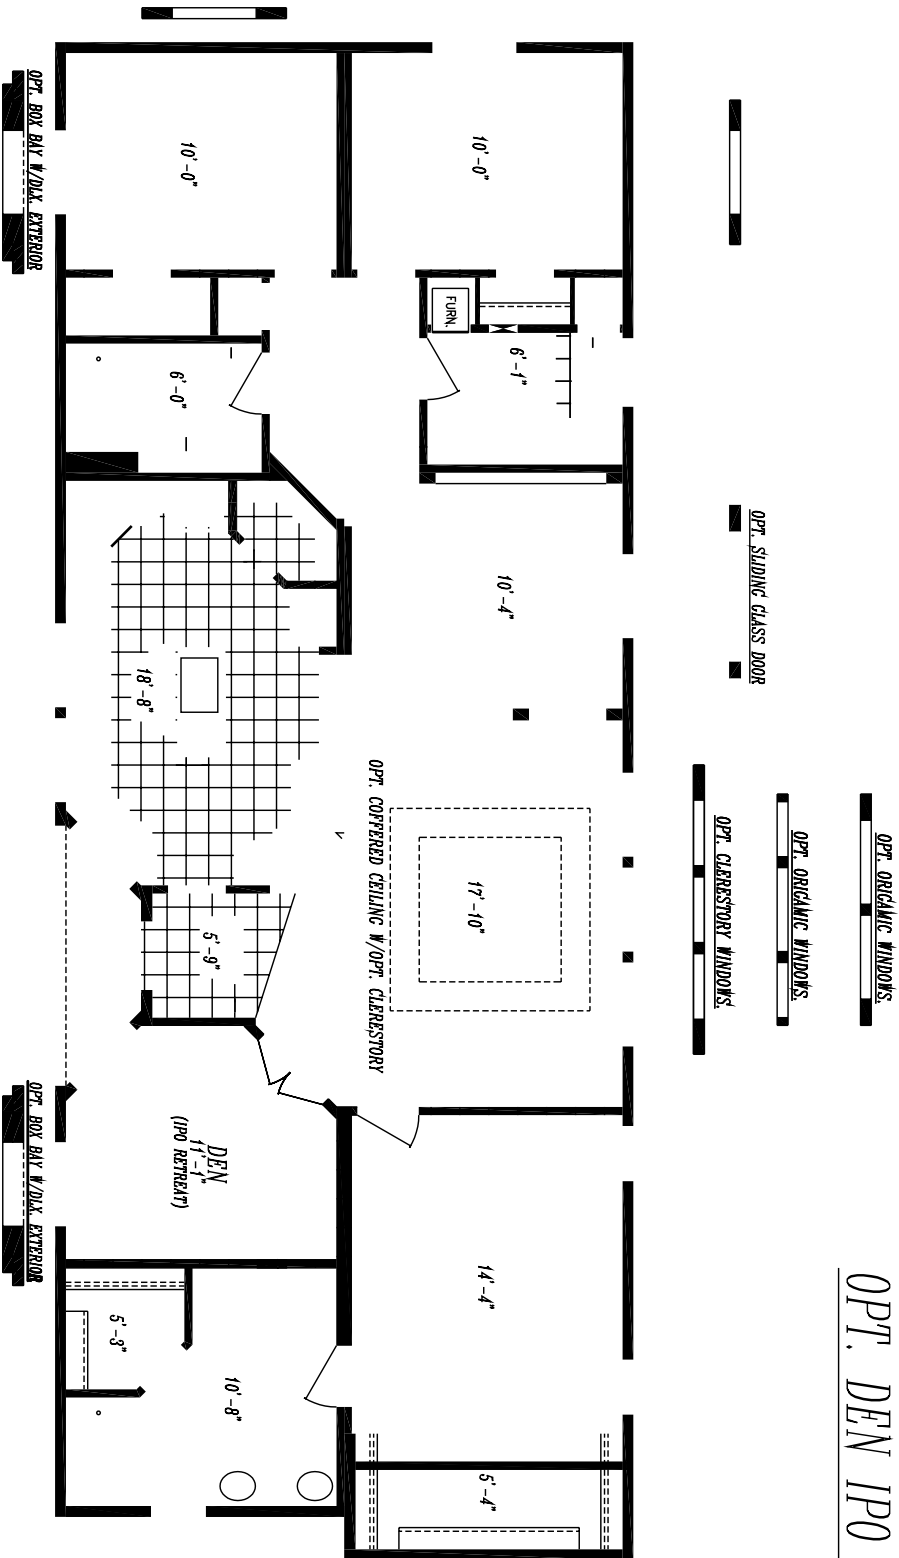 OPT. DEN IPO
OPT. ORIGAMIC WINDOWS.
OPT. ORIGAMIC WINDOWS.
OPT. CLERESTORY WINDOWS.
OPT. SLIDING GLASS DOOR
10'-0"
FURN.
6'-1"
10'-4"
17'-10"
14'-4"
5'-4"
OPT. COFFERED CEILING W/OPT. CLERESTORY
10'-0"
6'-0"
18'-8"
5'-9"
DEN
11'-1"
(IPO RETREAT)
10'-8"
5'-3"
OPT. BOX BAY W/DLX. EXTERIOR
OPT. BOX BAY W/DLX. EXTERIOR